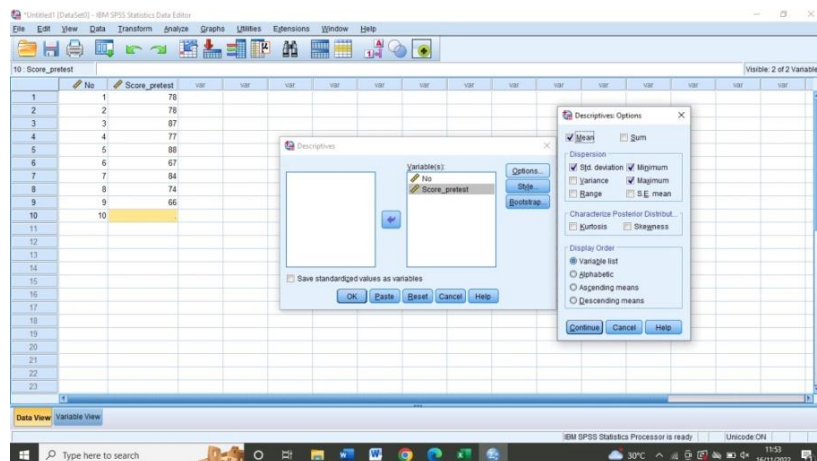 *Untitled1 [DataSet0] - IBM SPSS Statistics Data Editor
File Edit View Data Transform Analyze Graphs Utilities Extensions Window Help
10 : Score_pretest
Visible: 2 of 2 Variable
No Score_pretest var var var var var var var var var var var var
1 1 78
2 2 78
3 3 87
4 4 77
5 5 88
6 6 67
7 7 84
8 8 74
9 9 66
10 10 .
11
12
13
14
15
16
17
18
19
20
21
22
23
Descriptives
Variable(s):
No
Score_pretest
Options...
Style...
Bootstrap...
Save standardized values as variables
OK Paste Reset Cancel Help
Descriptives: Options
Mean Sum
Dispersion
Std. deviation Minimum
Variance Maximum
Range S.E. mean
Characterize Posterior Distribut...
Kurtosis Skewness
Display Order
Variable list
Alphabetic
Ascending means
Descending means
Continue Cancel Help
Data View Variable View
IBM SPSS Statistics Processor is ready Unicode:ON
Type here to search
30°C
11:53
16/11/2022